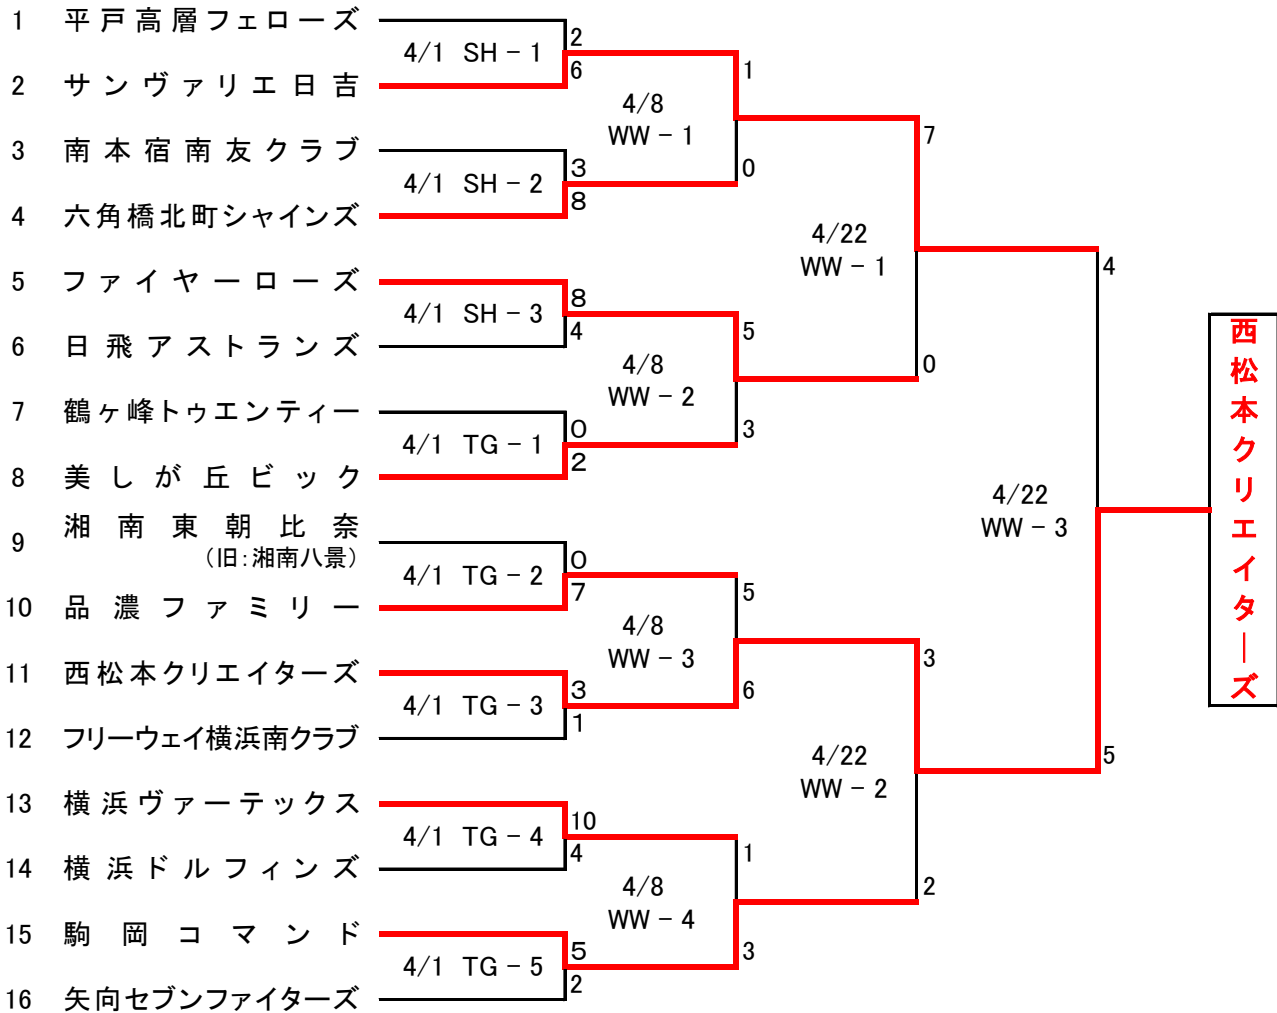 1 平戸高層フェローズ
4/1 SH－1
2
6
2 サンヴァリエ日吉
4/8
WW－1
1
0
3 南本宿南友クラブ
4/1 SH－2
3
8
4 六角橋北町シャインズ
4/22
WW－1
7
0
5 ファイヤーローズ
4/1 SH－3
8
4
6 日飛アストランズ
4/8
WW－2
5
3
7 鶴ヶ峰トゥエンティー
4/1 TG－1
0
2
8 美しが丘ビック
4/22
WW－3
4
5
9 湘南東朝比奈
（旧：湘南八景）
4/1 TG－2
0
7
10 品濃ファミリー
4/8
WW－3
5
6
11 西松本クリエイターズ
4/1 TG－3
3
1
12 フリーウェイ横浜南クラブ
4/22
WW－2
3
2
13 横浜ヴァーテックス
4/1 TG－4
10
4
14 横浜ドルフィンズ
4/8
WW－4
1
3
15 駒岡コマンド
4/1 TG－5
5
2
16 矢向セブンファイターズ
西松本クリエイターズ